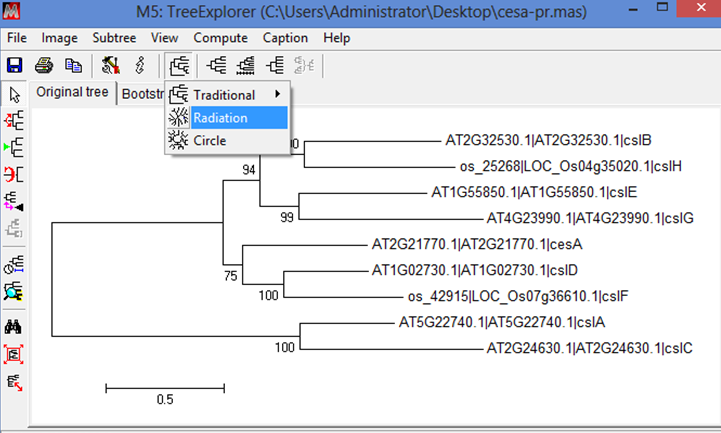 M5: TreeExplorer (C:\Users\Administrator\Desktop\cesa-pr.mas)
File Image Subtree View Compute Caption Help
Original tree
Traditional
Radiation
Circle
AT2G32530.1|AT2G32530.1|cslB
os_25268|LOC_Os04g35020.1|cslH
94
AT1G55850.1|AT1G55850.1|cslE
99
AT4G23990.1|AT4G23990.1|cslG
AT2G21770.1|AT2G21770.1|cesA
75
AT1G02730.1|AT1G02730.1|cslD
100
os_42915|LOC_Os07g36610.1|cslF
AT5G22740.1|AT5G22740.1|cslA
100
AT2G24630.1|AT2G24630.1|cslC
0.5